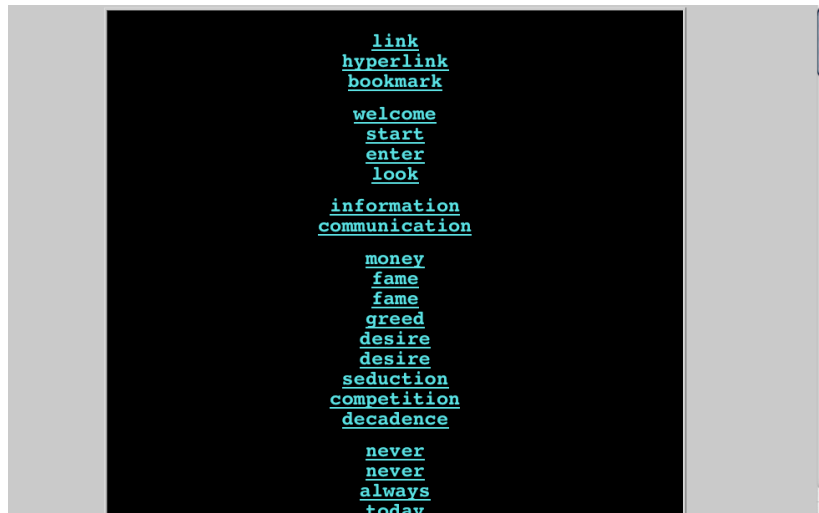 link
hyperlink
bookmark
welcome
start
enter
look
information
communication
money
fame
fame
greed
desire
desire
seduction
competition
decadence
never
never
always
today